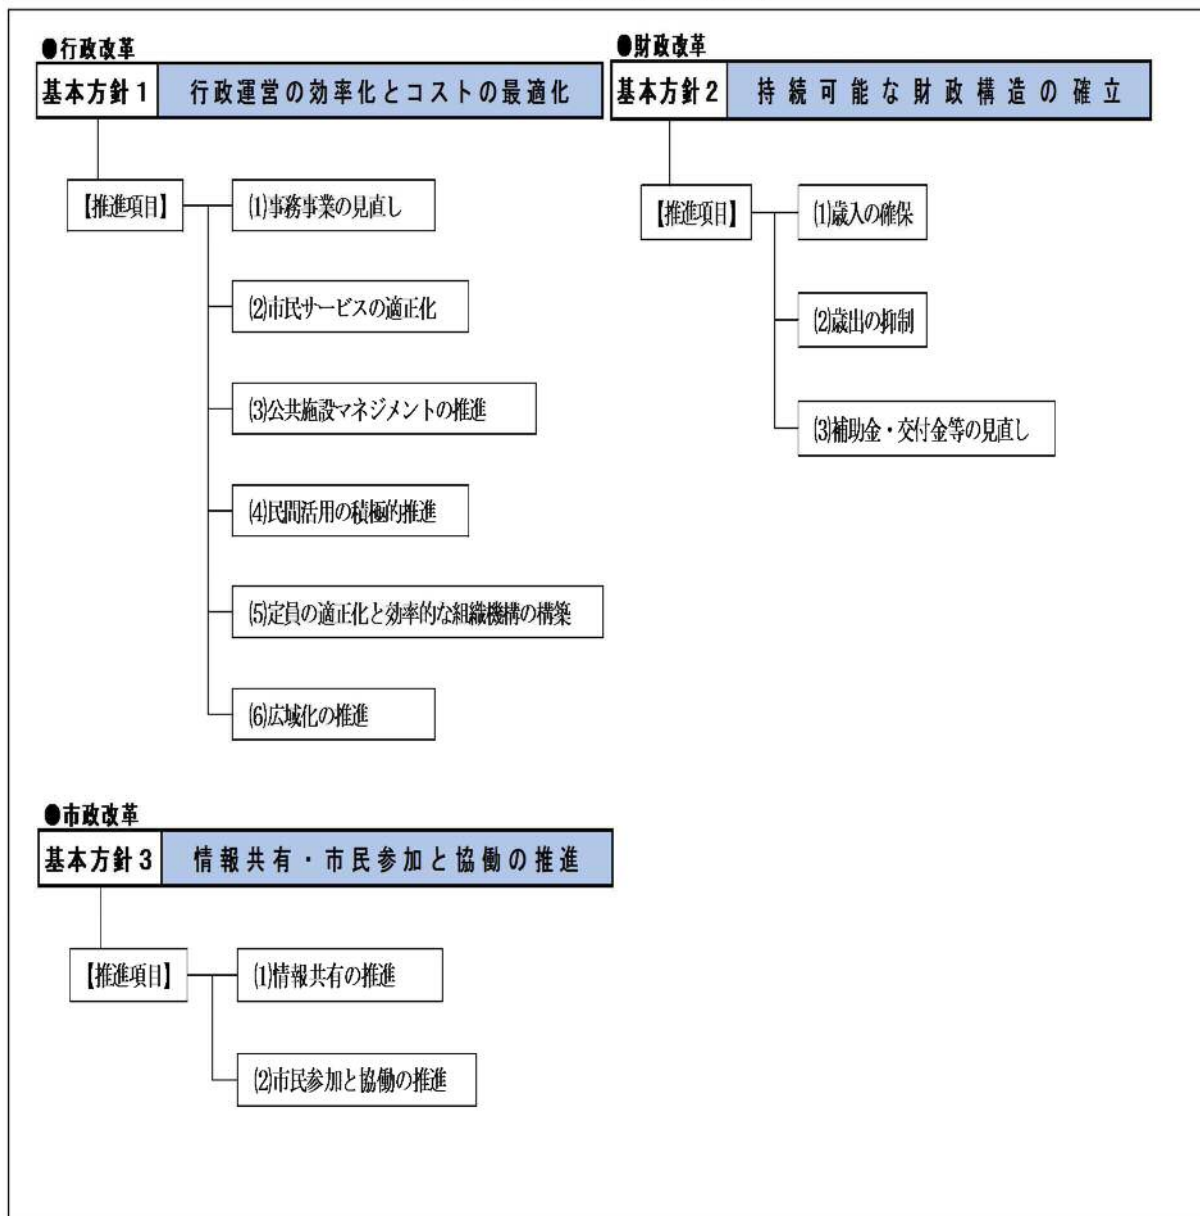 ●行政改革
基本方針1 行政運営の効率化とコストの最適化
【推進項目】
(1)事務事業の見直し
(2)市民サービスの適正化
(3)公共施設マネジメントの推進
(4)民間活用の積極的推進
(5)定員の適正化と効率的な組織機構の構築
(6)広域化の推進
●財政改革
基本方針2 持続可能な財政構造の確立
【推進項目】
(1)歳入の確保
(2)歳出の抑制
(3)補助金・交付金等の見直し
●市政改革
基本方針3 情報共有・市民参加と協働の推進
【推進項目】
(1)情報共有の推進
(2)市民参加と協働の推進